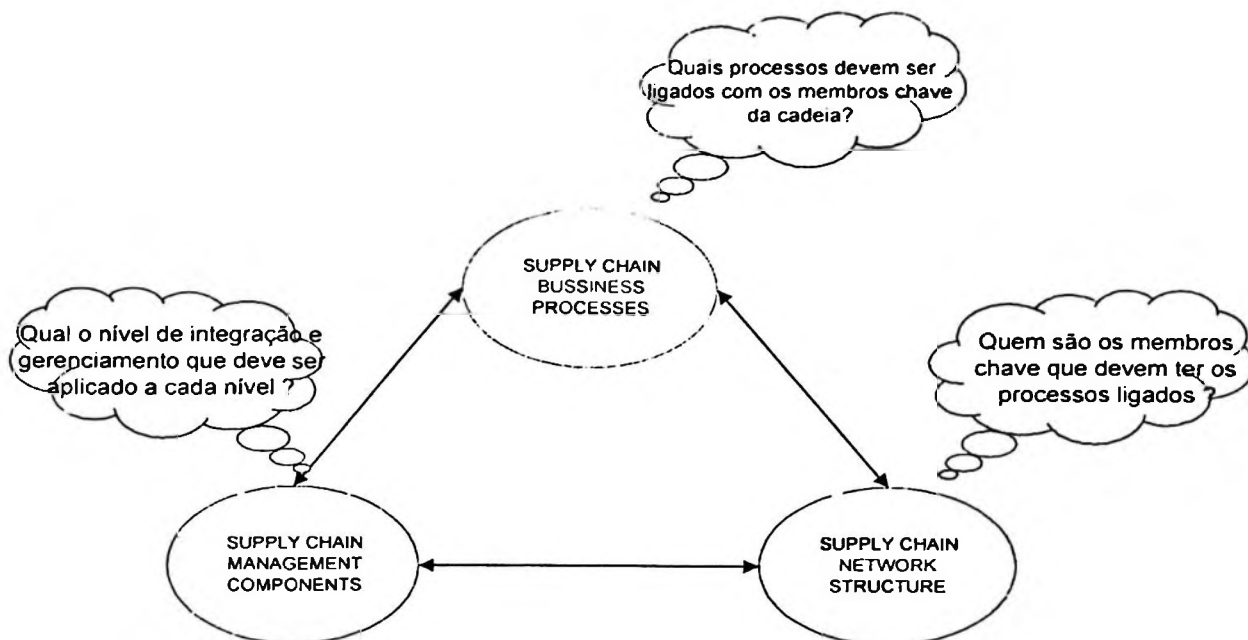 Quais processos devem ser
ligados com os membros chave
da cadeia?
SUPPLY CHAIN
BUSSINESS
PROCESSES
Qual o nível de integração e
gerenciamento que deve ser
aplicado a cada nível ?
Quem são os membros
chave que devem ter os
processos ligados ?
SUPPLY CHAIN
MANAGEMENT
COMPONENTS
SUPPLY CHAIN
NETWORK
STRUCTURE